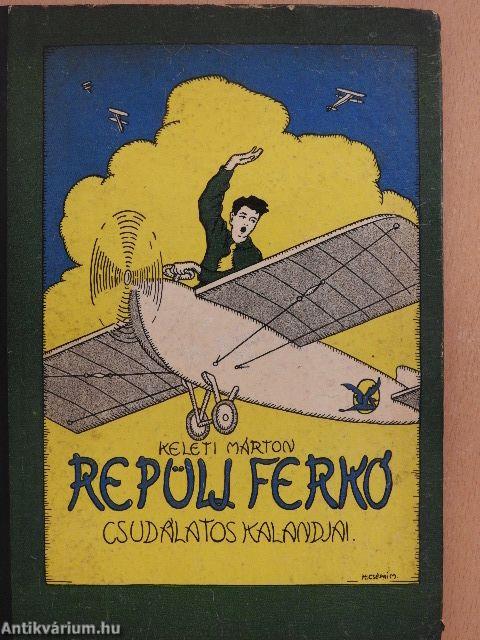 KELETI MÁRTON
REPÜLJ FERKÓ
CSUDÁLATOS KALANDJAI.
Antikvárium.hu